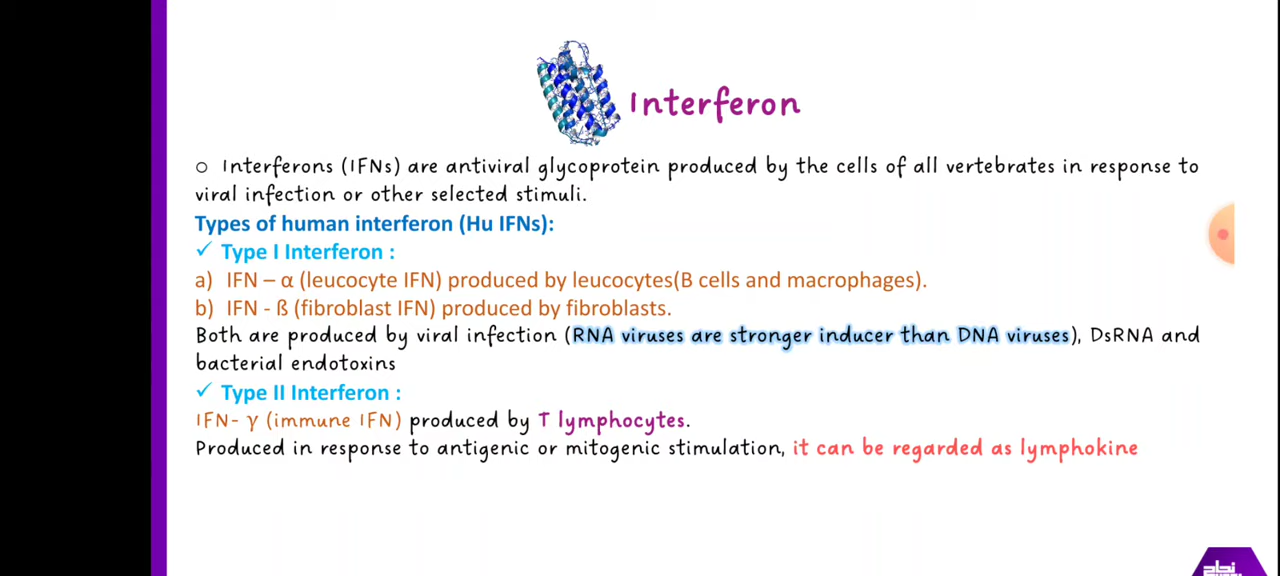 Interferon
○ Interferons (IFNs) are antiviral glycoprotein produced by the cells of all vertebrates in response to
viral infection or other selected stimuli.
Types of human interferon (Hu IFNs):
✓ Type I Interferon :
a) IFN – α (leucocyte IFN) produced by leucocytes(B cells and macrophages).
b) IFN - ß (fibroblast IFN) produced by fibroblasts.
Both are produced by viral infection (RNA viruses are stronger inducer than DNA viruses), DsRNA and
bacterial endotoxins
✓ Type II Interferon :
IFN- γ (immune IFN) produced by T lymphocytes.
Produced in response to antigenic or mitogenic stimulation, it can be regarded as lymphokine